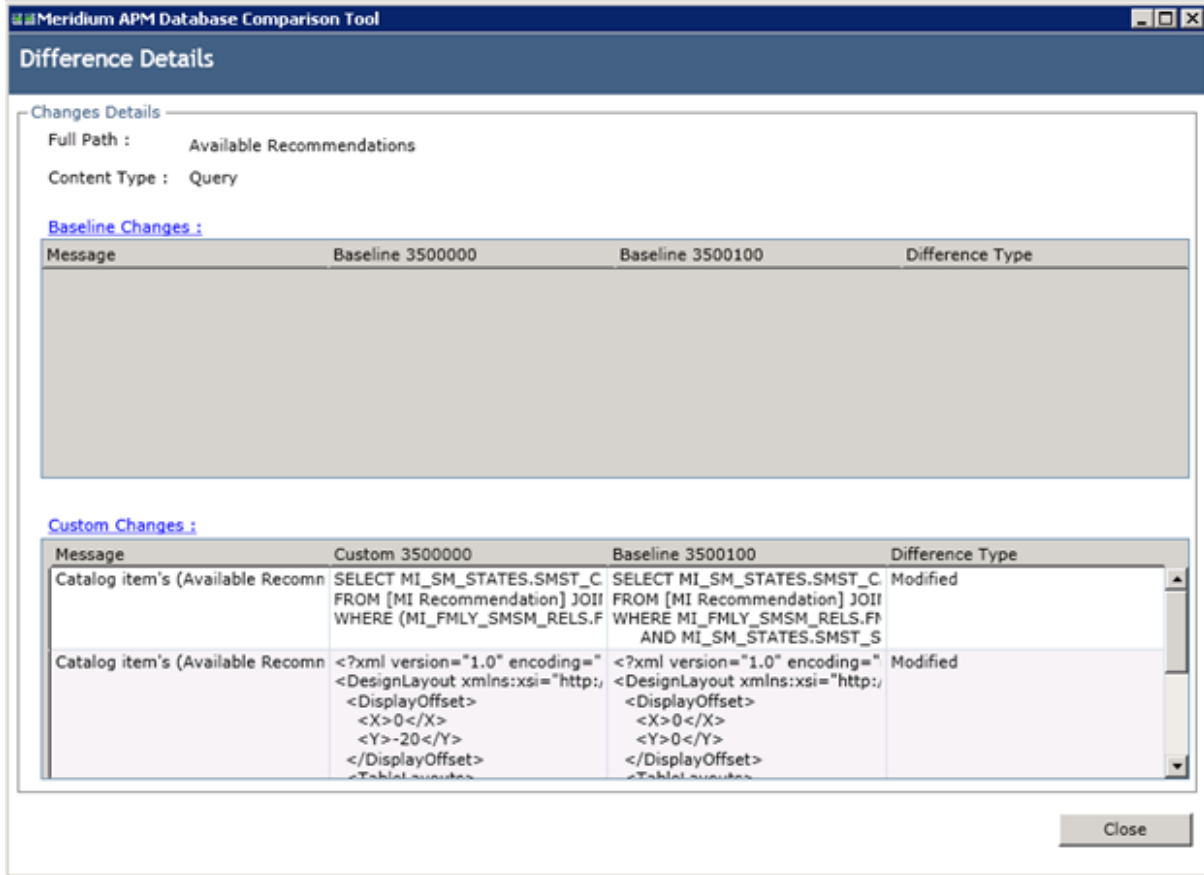 Meridium APM Database Comparison Tool
Difference Details
Changes Details
Full Path : Available Recommendations
Content Type : Query
Baseline Changes :
Message Baseline 3500000 Baseline 3500100 Difference Type
Custom Changes :
Message Custom 3500000 Baseline 3500100 Difference Type
Catalog item's (Available Recomn SELECT MI_SM_STATES.SMST_C. SELECT MI_SM_STATES.SMST_C. Modified
FROM [MI Recommendation] JOII FROM [MI Recommendation] JOII
WHERE (MI_FMLY_SMSM_RELS.F WHERE MI_FMLY_SMSM_RELS.FN
AND MI_SM_STATES.SMST_S
Catalog item's (Available Recomn <?xml version="1.0" encoding=" <?xml version="1.0" encoding=" Modified
<DesignLayout xmlns:xsi="http:/ <DesignLayout xmlns:xsi="http:/
<DisplayOffset> <DisplayOffset>
<X>0</X> <X>0</X>
<Y>-20</Y> <Y>0</Y>
</DisplayOffset> </DisplayOffset>
<TableLayouts> <TableLayouts>
Close